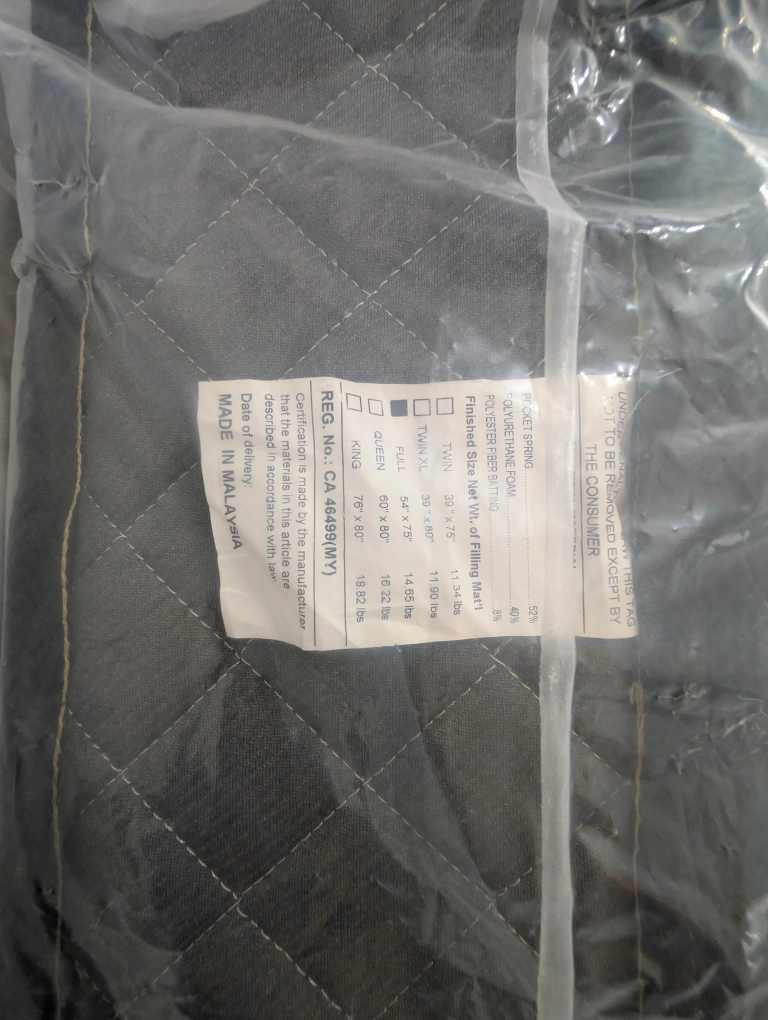 NOT TO BE REMOVED EXCEPT BY
THE CONSUMER
POCKET SPRING 52%
POLYURETHANE FOAM 40%
POLYESTER FIBER BATTING 8%
Finished Size Net Wt. of Filling Mat'l
TWIN 39" x 75" 11.34 lbs
TWIN XL 39" x 80" 11.90 lbs
FULL 54" x 75" 14.65 lbs
QUEEN 60" x 80" 16.22 lbs
KING 76" x 80" 18.82 lbs
REG. No.: CA 46499(MY)
Certification is made by the manufacturer
that the materials in this article are
described in accordance with law
Date of delivery:
MADE IN MALAYSIA